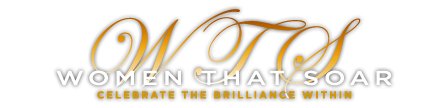 WTS
WOMEN THAT SOAR
CELEBRATE THE BRILLIANCE WITHIN